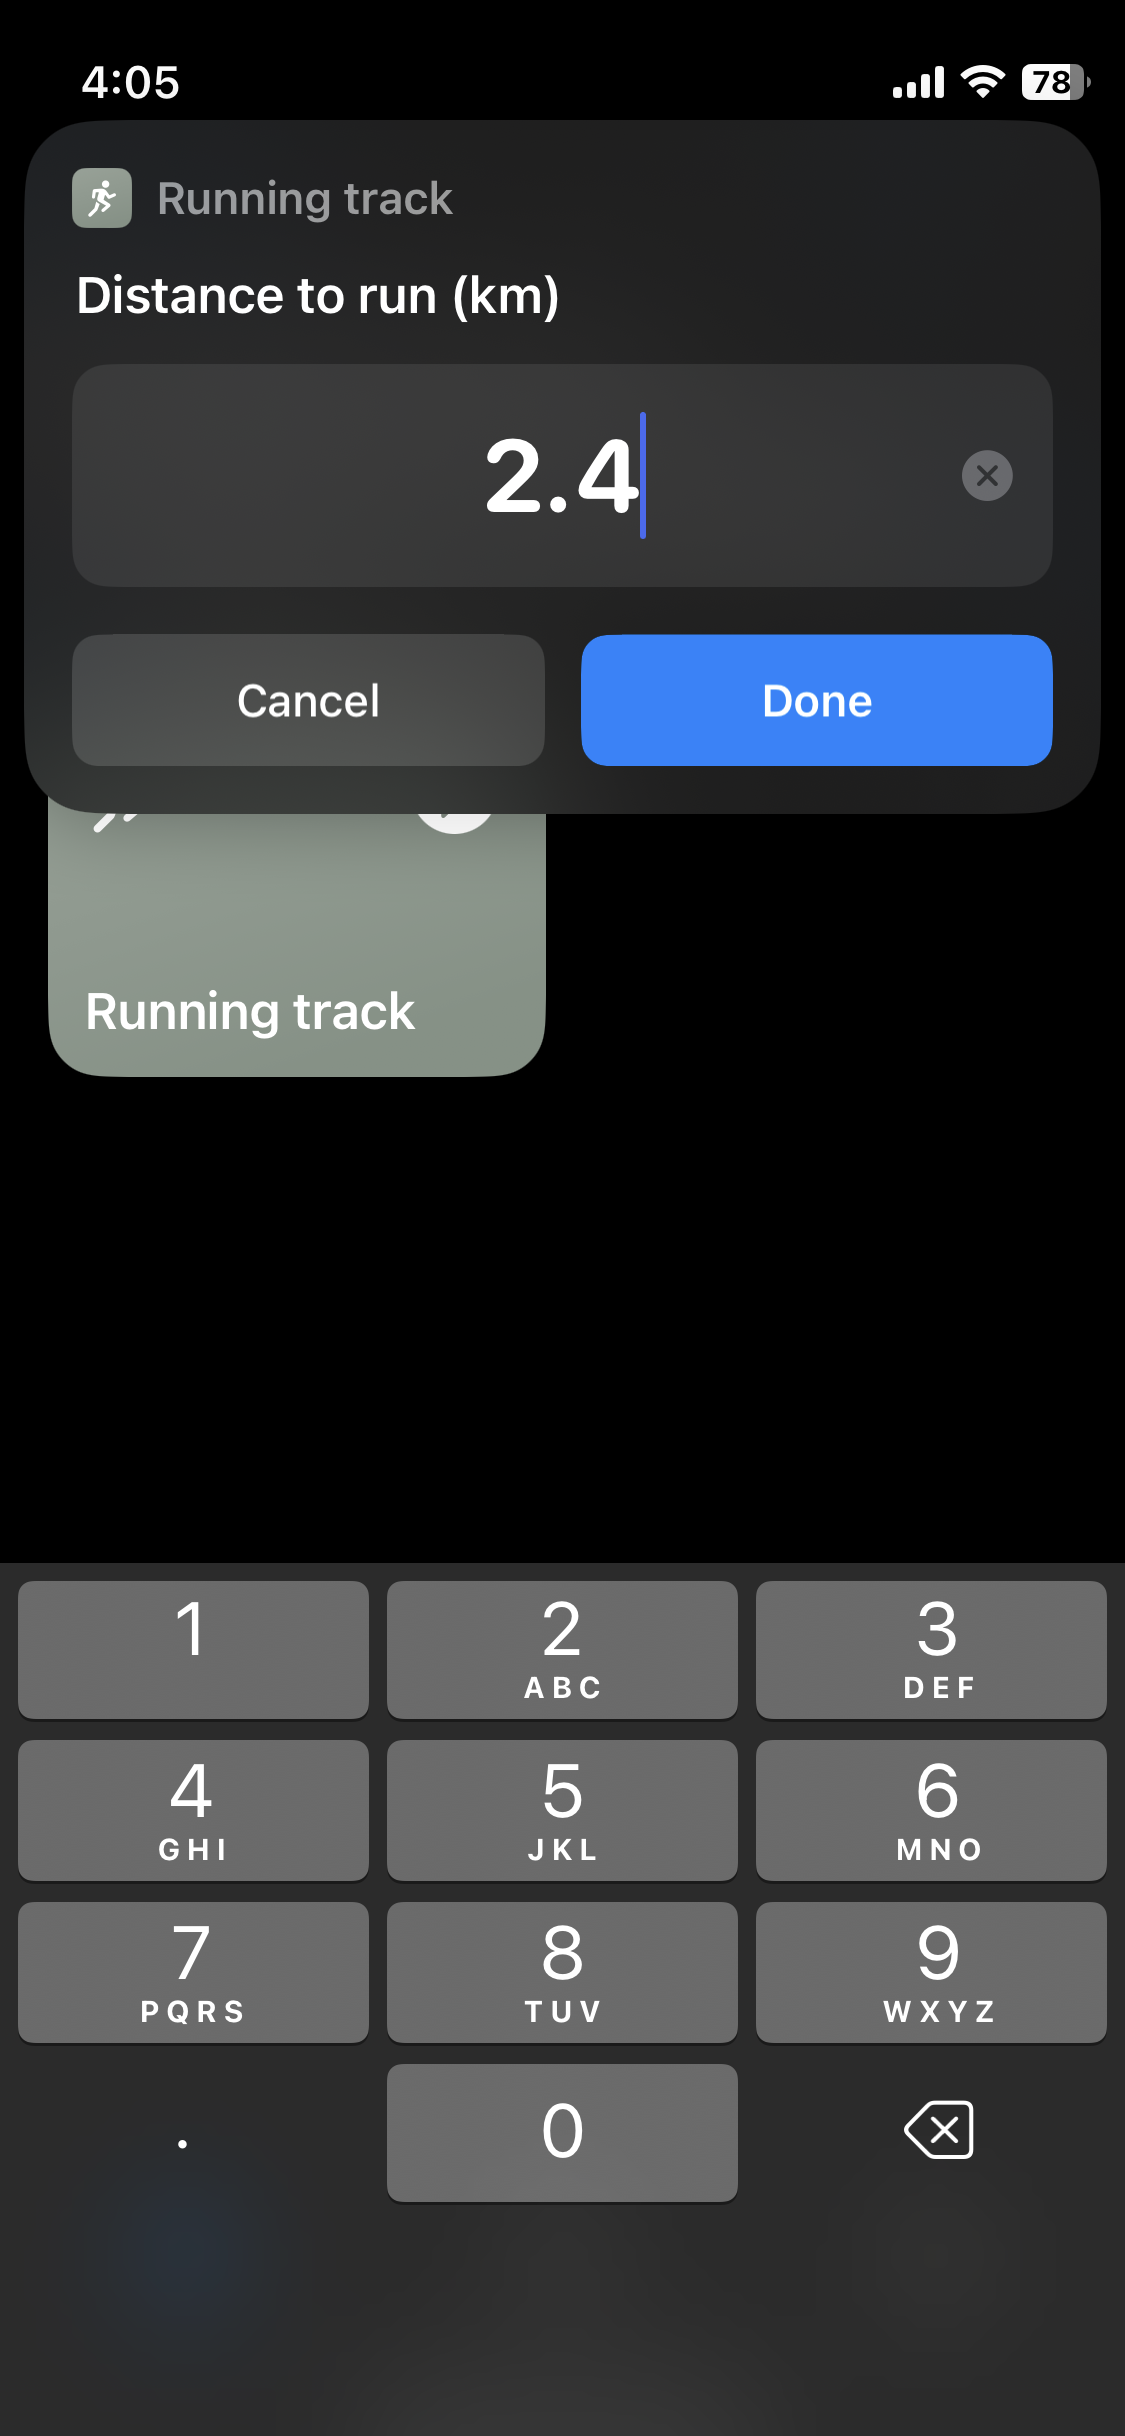 4:05
78
Running track
Distance to run (km)
2.4
Cancel
Done
Running track
1
2
3
ABC
DEF
4
5
6
GHI
JKL
MNO
7
8
9
PQRS
TUV
WXYZ
.
0